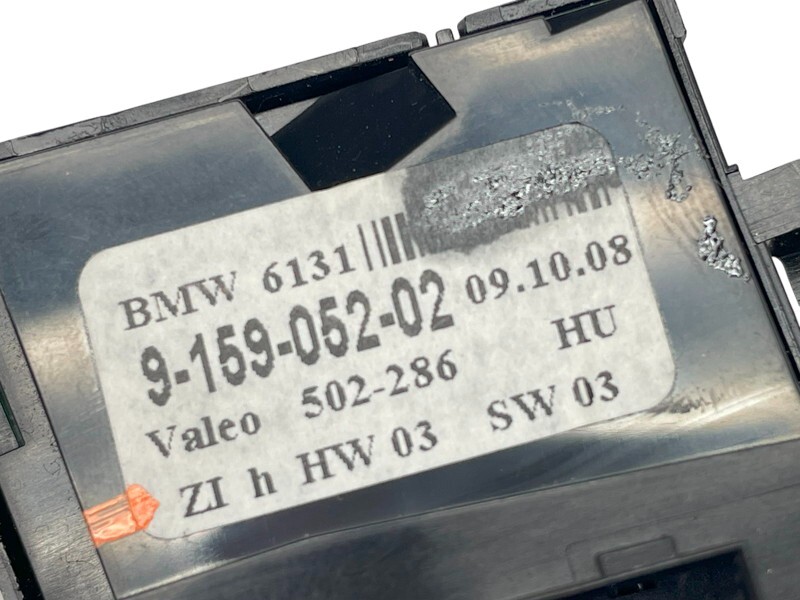 BMW 6131
9-159-052-02 09.10.08
Valeo 502-286 HU
ZI h HW 03 SW 03